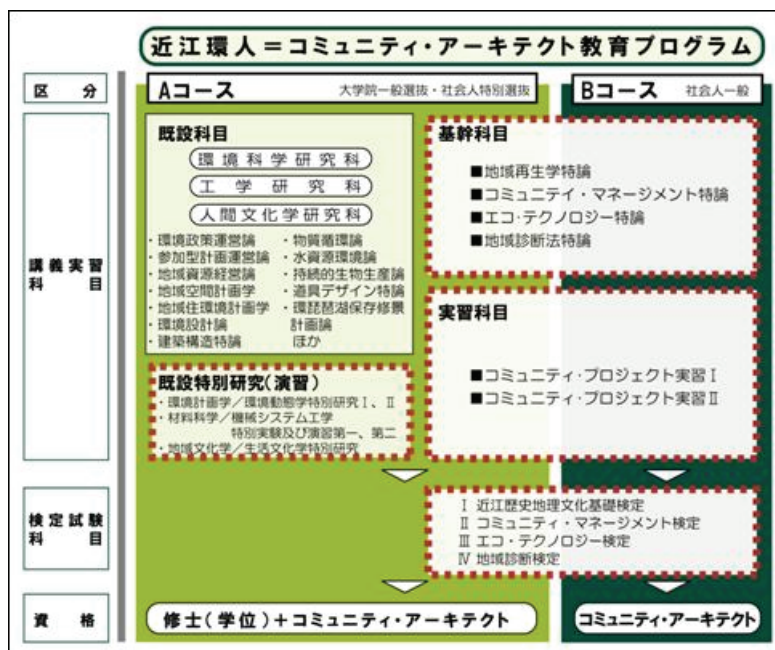 近江環人＝コミュニティ・アーキテクト教育プログラム
区 分
Aコース 大学院一般選抜・社会人特別選抜
Bコース 社会人一般
講義実習
科 目
既設科目
環境科学研究科
工学研究科
人間文化学研究科
・環境政策運営論
・参加型計画運営論
・地域資源経営論
・地域空間計画学
・地域住環境計画学
・環境設計論
・建築構造特論
・物質循環論
・水資源環境論
・持続的生物生産論
・道具デザイン特論
・環琵琶湖保存修景
計画論
ほか
既設特別研究(演習)
・環境計画学／環境動態学特別研究Ⅰ、Ⅱ
・材料科学／機械システム工学
特別実験及び演習第一、第二
・地域文化学／生活文化学特別研究
基幹科目
■地域再生学特論
■コミュニテイ・マネージメント特論
■エコ・テクノロジー特論
■地域診断法特論
実習科目
■コミュニティ・プロジェクト実習Ⅰ
■コミュニティ・プロジェクト実習Ⅱ
検定試験
科 目
Ⅰ 近江歴史地理文化基礎検定
Ⅱ コミュニティ・マネージメント検定
Ⅲ エコ・テクノロジー検定
Ⅳ 地域診断検定
資 格
修士(学位)＋コミュニティ・アーキテクト
コミュニティ・アーキテクト